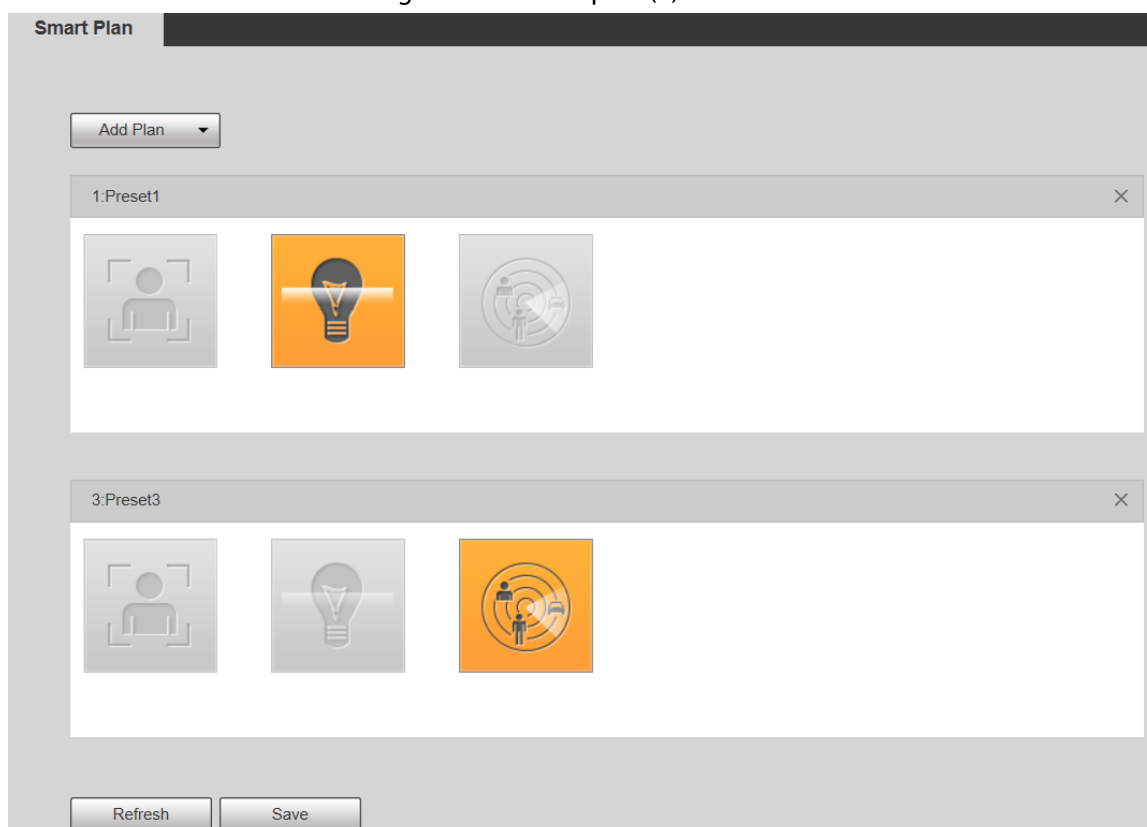 Smart Plan
Add Plan
1:Preset1
3:Preset3
Refresh
Save